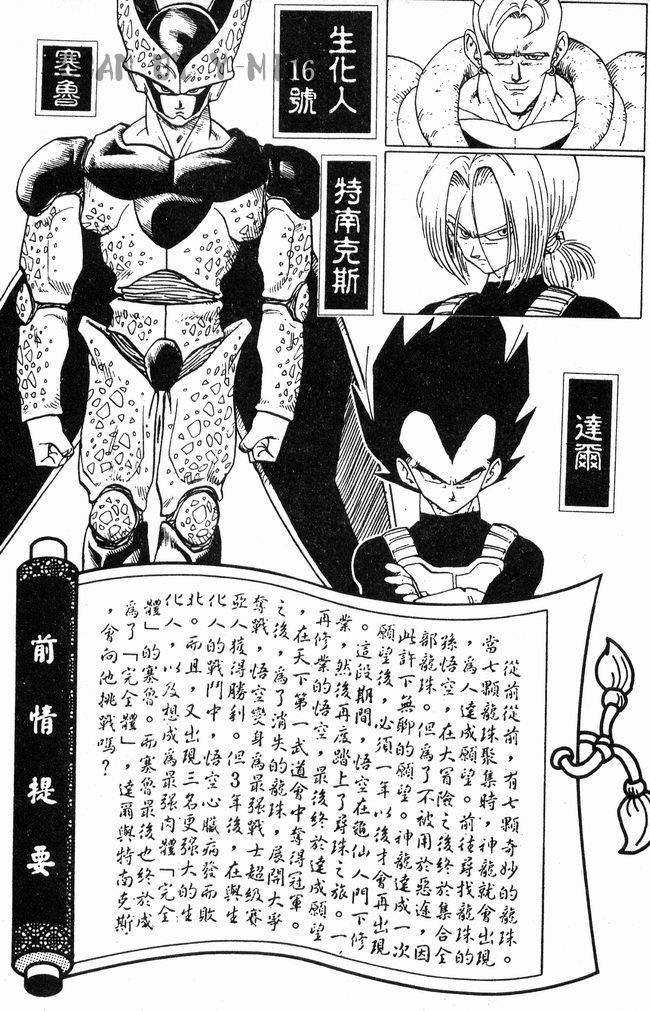 生化人
16號
塞魯
特南克斯
達爾
從前從前，有七顆奇妙的龍珠。
當七顆龍珠聚集時，神龍就會出現
，為人達成願望。前往尋找龍珠的
孫悟空，在大冒險之後終於集合全
部龍珠。但為了不被用於惡途，因
此許下無聊的願望。神龍達成一次
願望後，必須一年以後才會再出現
。這段期間，悟空在龜仙人門下修
業，然後再度踏上了尋珠之旅。一
再修業的悟空，最後終於達成願望
，在天下第一武道會中奪得冠軍。
之後，為了消失的龍珠，展開大爭
奪戰，悟空變身為最強戰士超級賽
亞人獲得勝利。但3年後，在與生
化人的戰鬥中，悟空心臟病發而敗
北。而且，又出現三名更強大的生
化人，以及想成為最強肉體「完全
體」的塞魯。而塞魯最後也終於成
為了「完全體」，達爾與特南克斯
，會向他挑戰嗎？
前情提要